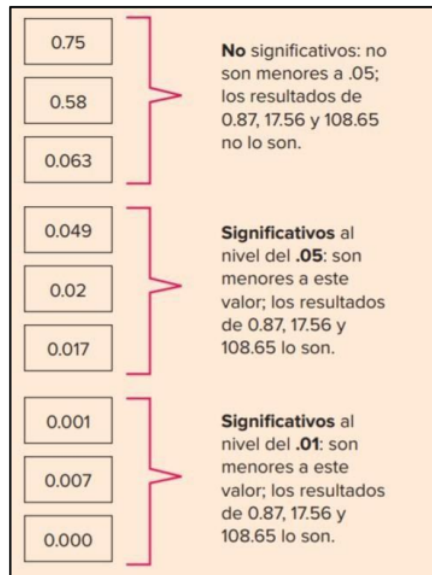 0.75
0.58
0.063
No significativos: no
son menores a .05;
los resultados de
0.87, 17.56 y 108.65
no lo son.
0.049
0.02
0.017
Significativos al
nivel del .05: son
menores a este
valor; los resultados
de 0.87, 17.56 y
108.65 lo son.
0.001
0.007
0.000
Significativos al
nivel del .01: son
menores a este
valor; los resultados
de 0.87, 17.56 y
108.65 lo son.